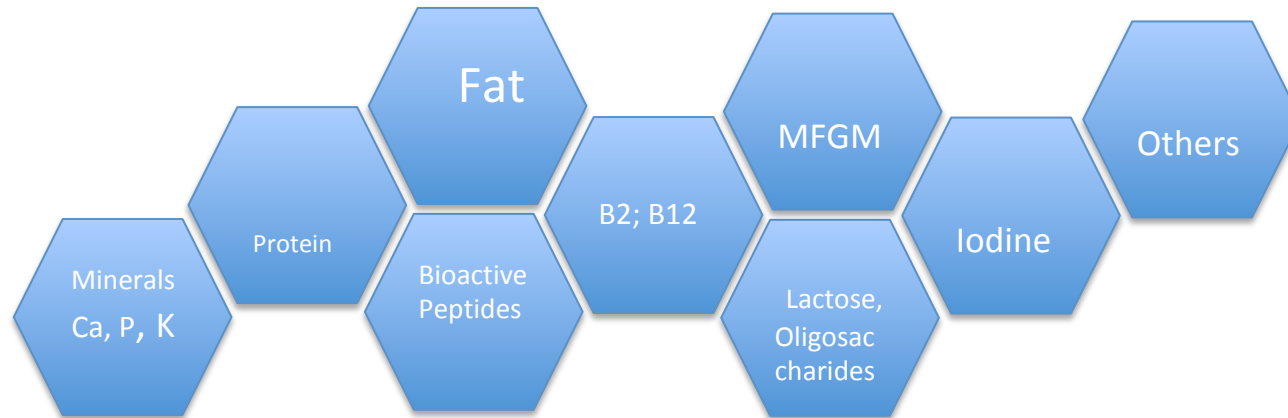 Minerals
Ca, P, K
Protein
Fat
Bioactive
Peptides
B2; B12
MFGM
Lactose,
Oligosac
charides
Iodine
Others